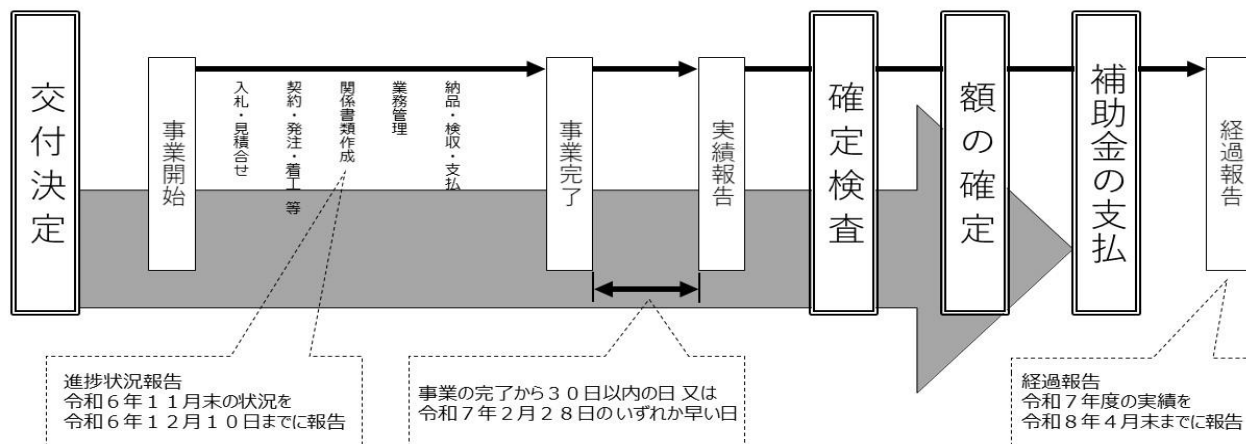 交付決定
事業開始
入札・見積合せ
契約・発注・着工 等
関係書類作成
業務管理
納品・検収・支払
事業完了
実績報告
確定検査
額の確定
補助金の支払
経過報告
進捗状況報告
令和６年１１月末の状況を
令和６年１２月１０日までに報告
事業の完了から３０日以内の日 又は
令和７年２月２８日のいずれか早い日
経過報告
令和７年度の実績を
令和８年４月末までに報告